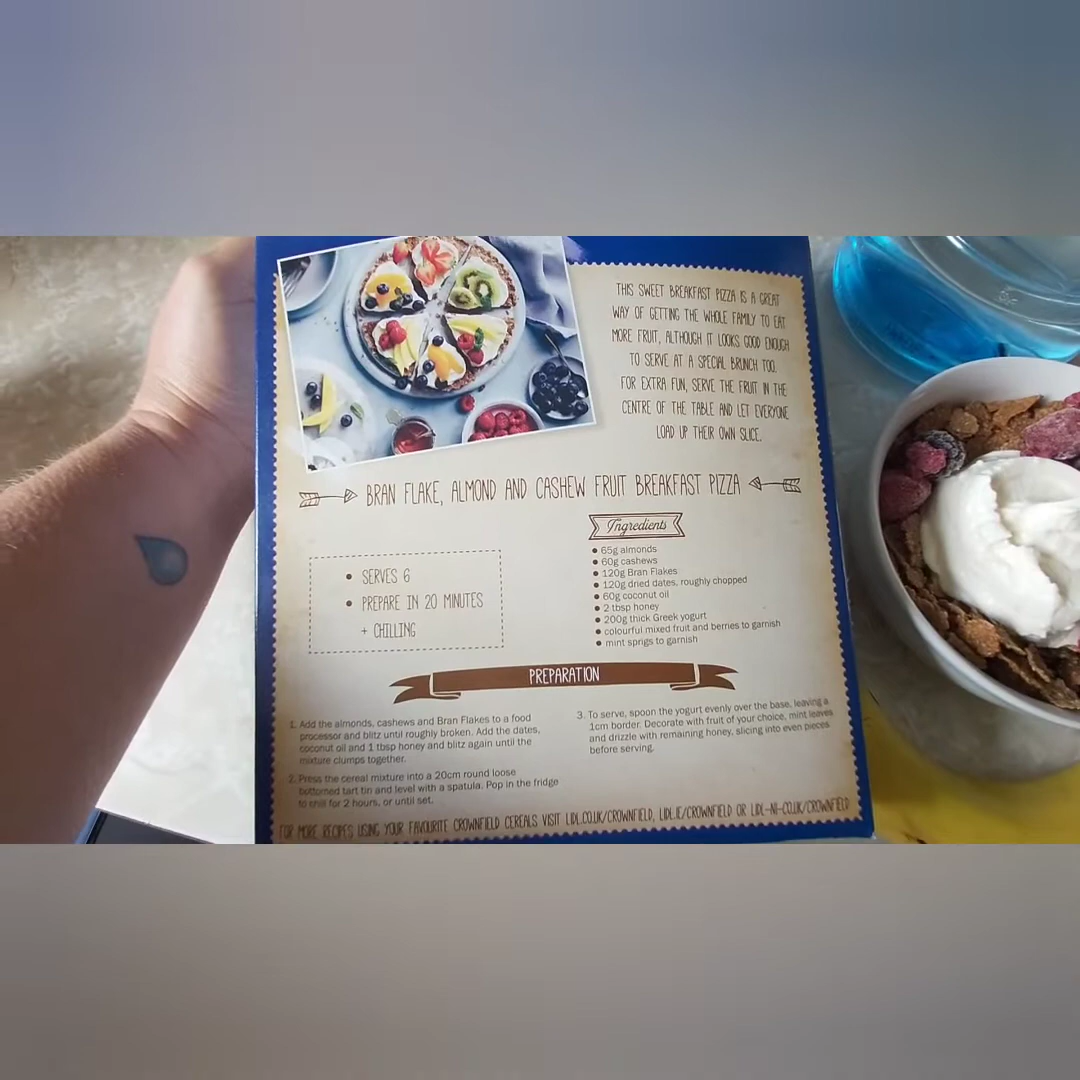 THIS SWEET BREAKFAST PIZZA IS A GREAT
WAY OF GETTING THE WHOLE FAMILY TO EAT
MORE FRUIT, ALTHOUGH IT LOOKS GOOD ENOUGH
TO SERVE AT A SPECIAL BRUNCH TOO.
FOR EXTRA FUN, SERVE THE FRUIT IN THE
CENTRE OF THE TABLE AND LET EVERYONE
LOAD UP THEIR OWN SLICE.
BRAN FLAKE, ALMOND AND CASHEW FRUIT BREAKFAST PIZZA
• SERVES 6
• PREPARE IN 20 MINUTES
+ CHILLING
Ingredients
• 65g almonds
• 60g cashews
• 120g Bran Flakes
• 120g dried dates, roughly chopped
• 60g coconut oil
• 2 tbsp honey
• 200g thick Greek yogurt
• colourful mixed fruit and berries to garnish
• mint sprigs to garnish
PREPARATION
1. Add the almonds, cashews and Bran Flakes to a food
processor and blitz until roughly broken. Add the dates,
coconut oil and 1 tbsp honey and blitz again until the
mixture clumps together.
2. Press the cereal mixture into a 20cm round loose
bottomed tart tin and level with a spatula. Pop in the fridge
to chill for 2 hours, or until set.
3. To serve, spoon the yogurt evenly over the base, leaving a
1cm border. Decorate with fruit of your choice, mint leaves
and drizzle with remaining honey, slicing into even pieces
before serving.
FOR MORE RECIPES USING YOUR FAVOURITE CROWNFIELD CEREALS VISIT LIDL.CO.UK/CROWNFIELD, LIDL.IE/CROWNFIELD OR LIDL-NI-CO.UK/CROWNFIELD